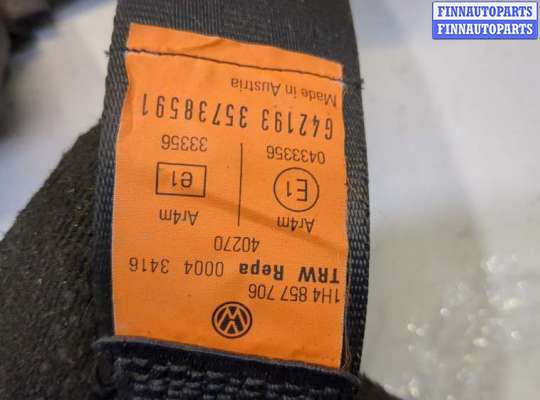 FINNAUTOPARTS
FINNAUTOPARTS
1H4 857 706
TRW Repa 0004 3416
40270
Ar4m Ar4m
E1 e1
0433356 33356
G42193 35738591
Made in Austria